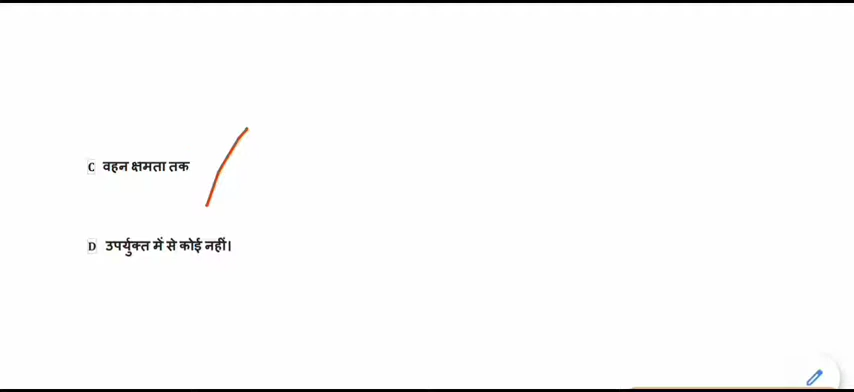 C वहन क्षमता तक
D उपर्युक्त में से कोई नहीं।